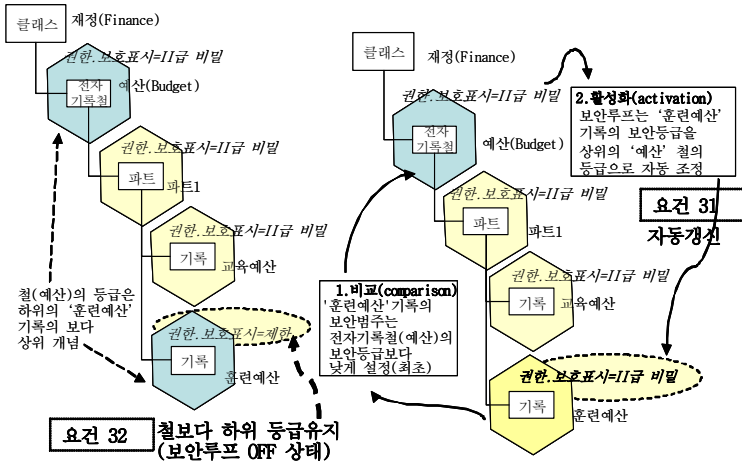 클래스
재정(Finance)
권한.보호표시=II급 비밀
전자
기록철
예산(Budget)
권한.보호표시=II급 비밀
파트
파트1
권한.보호표시=II급 비밀
기록
교육예산
권한.보호표시=제한
기록
훈련예산
철(예산)의 등급은
하위의 ‘훈련예산’
기록의 보다
상위 개념
요건 32
철보다 하위 등급유지
(보안루프 OFF 상태)
클래스
재정(Finance)
권한.보호표시=II급 비밀
전자
기록철
예산(Budget)
권한.보호표시=II급 비밀
파트
파트1
권한.보호표시=II급 비밀
기록
교육예산
권한.보호표시=II급 비밀
기록
훈련예산
1.비교(comparison)
'훈련예산'기록의
보안범주는
전자기록철(예산)의
보안등급보다
낮게 설정(최초)
2.활성화(activation)
보안루프는 ‘훈련예산’
기록의 보안등급을
상위의 ‘예산’ 철의
등급으로 자동 조정
요건 31
자동갱신